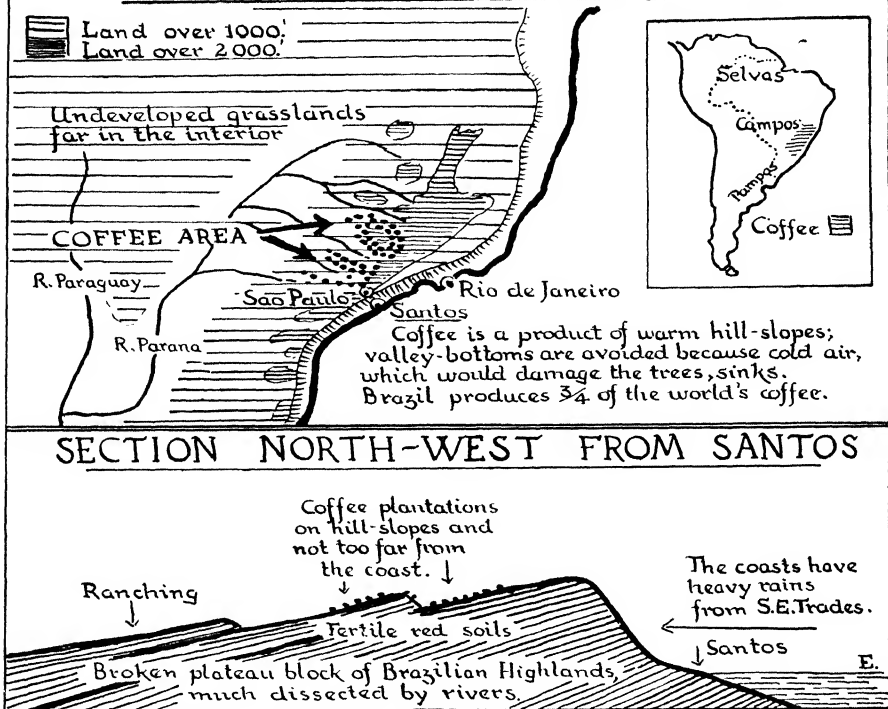 Land over 1000'.
Land over 2000'.
Undeveloped grasslands
far in the interior
COFFEE AREA
R. Paraguay
R. Parana
São Paulo
Santos
Rio de Janeiro
Coffee is a product of warm hill-slopes;
valley-bottoms are avoided because cold air,
which would damage the trees, sinks.
Brazil produces ¾ of the world's coffee.
Selvas
Campos
Pampas
Coffee
SECTION NORTH-WEST FROM SANTOS
Coffee plantations
on hill-slopes and
not too far from
the coast.
Ranching
The coasts have
heavy rains
from S.E. Trades.
Santos
E.
Fertile red soils
Broken plateau block of Brazilian Highlands,
much dissected by rivers.